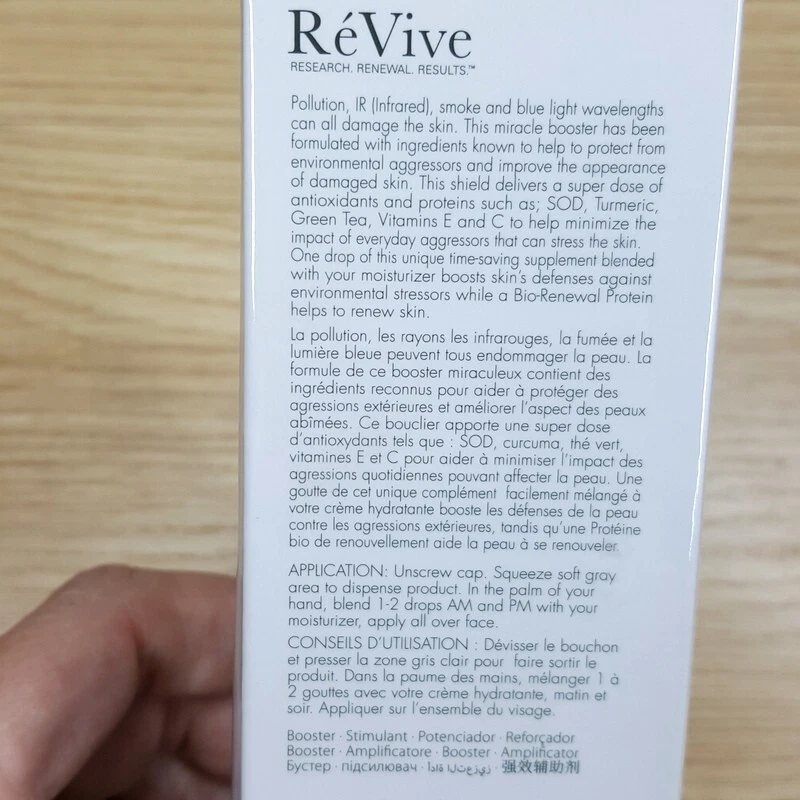 RéVive
RESEARCH. RENEWAL. RESULTS.™
Pollution, IR (Infrared), smoke and blue light wavelengths
can all damage the skin. This miracle booster has been
formulated with ingredients known to help to protect from
environmental aggressors and improve the appearance
of damaged skin. This shield delivers a super dose of
antioxidants and proteins such as; SOD, Turmeric,
Green Tea, Vitamins E and C to help minimize the
impact of everyday aggressors that can stress the skin.
One drop of this unique time-saving supplement blended
with your moisturizer boosts skin's defenses against
environmental stressors while a Bio-Renewal Protein
helps to renew skin.
La pollution, les rayons les infrarouges, la fumée et la
lumière bleue peuvent tous endommager la peau. La
formule de ce booster miraculeux contient des
ingrédients reconnus pour aider à protéger des
agressions extérieures et améliorer l'aspect des peaux
abîmées. Ce bouclier apporte une super dose
d'antioxydants tels que : SOD, curcuma, thé vert,
vitamines E et C pour aider à minimiser l'impact des
agressions quotidiennes pouvant affecter la peau. Une
goutte de cet unique complément facilement mélangé à
votre crème hydratante booste les défenses de la peau
contre les agressions extérieures, tandis qu'une Protéine
bio de renouvellement aide la peau à se renouveler.
APPLICATION: Unscrew cap. Squeeze soft gray
area to dispense product. In the palm of your
hand, blend 1-2 drops AM and PM with your
moisturizer, apply all over face.
CONSEILS D'UTILISATION : Dévisser le bouchon
et presser la zone gris clair pour faire sortir le
produit. Dans la paume des mains, mélanger 1 à
2 gouttes avec votre crème hydratante, matin et
soir. Appliquer sur l'ensemble du visage.
Booster · Stimulant · Potenciador · Reforçador
Booster · Amplificatore · Booster · Amplificator
Бустер · підсилювач · أداة التعزيز · 强效辅助剂